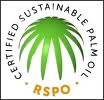 CERTIFIED SUSTAINABLE PALM OIL
· RSPO ·